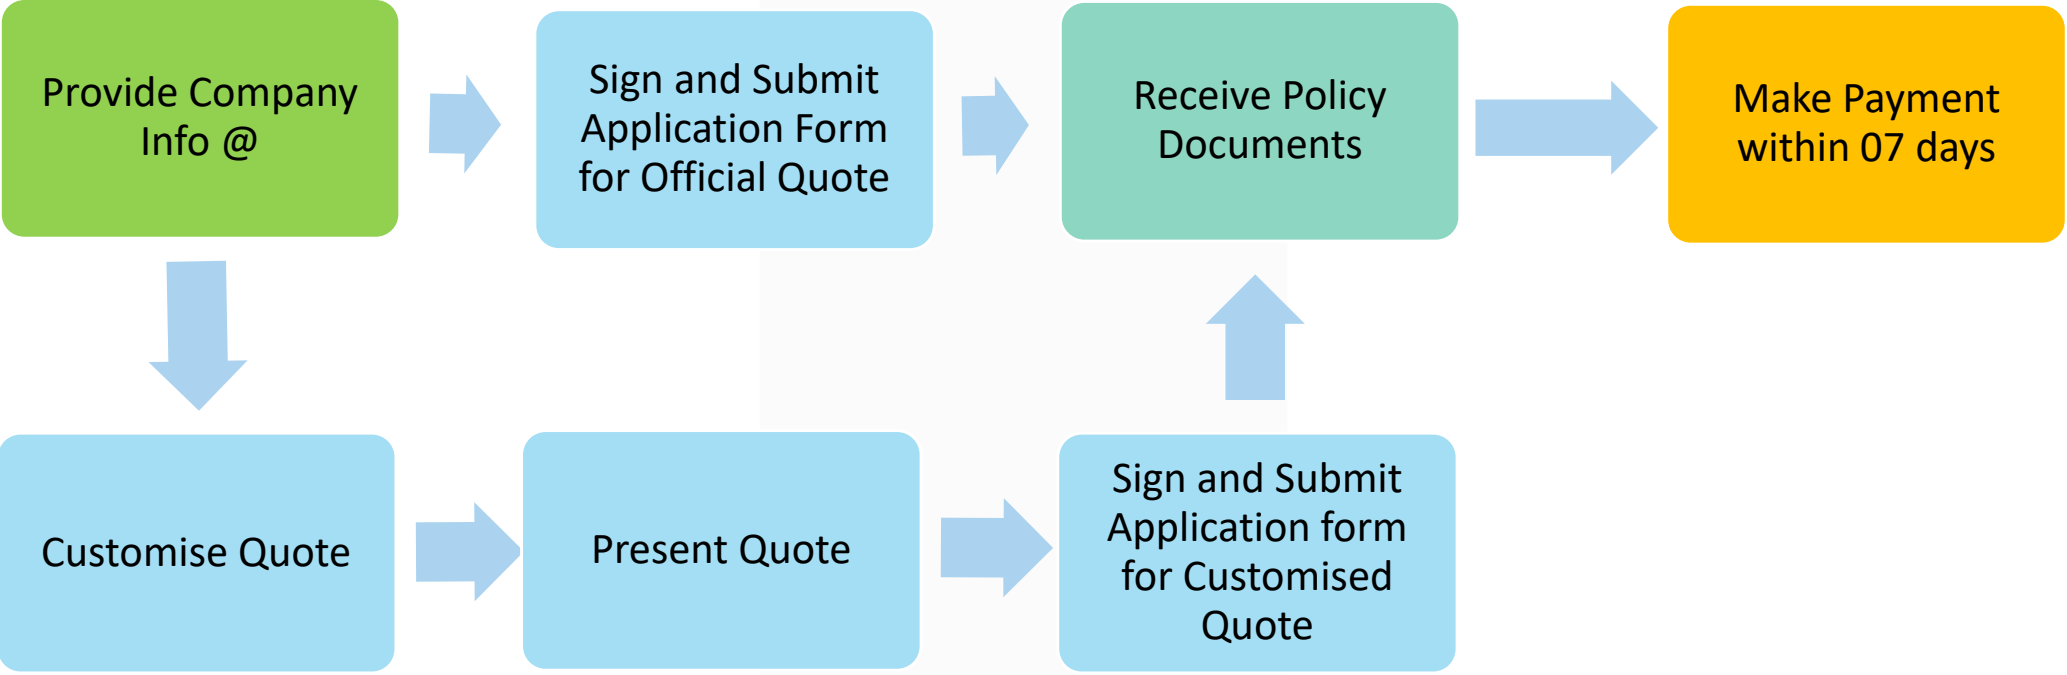 Provide Company
Info @
Sign and Submit
Application Form
for Official Quote
Receive Policy
Documents
Make Payment
within 07 days
Customise Quote
Present Quote
Sign and Submit
Application form
for Customised
Quote